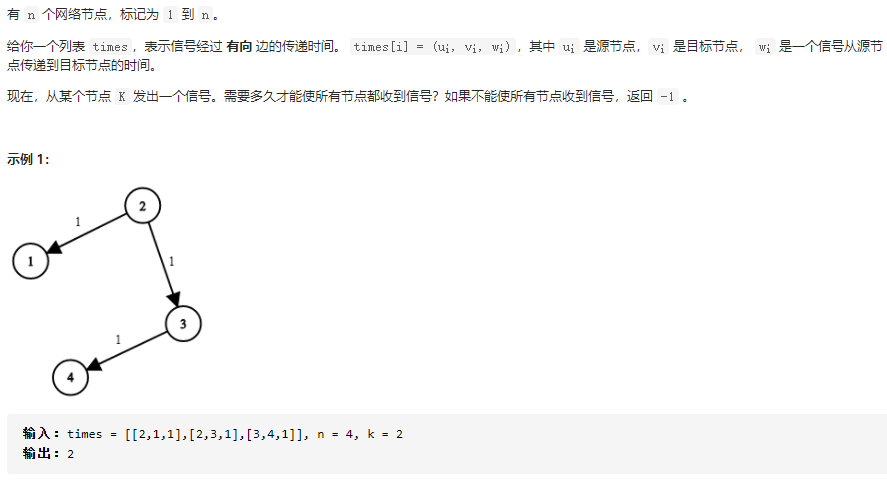 有 n 个网络节点，标记为 1 到 n。
给你一个列表 times，表示信号经过 有向 边的传递时间。 times[i] = (ui, vi, wi)，其中 ui 是源节点，vi 是目标节点， wi 是一个信号从源节
点传递到目标节点的时间。
现在，从某个节点 K 发出一个信号。需要多久才能使所有节点都收到信号？如果不能使所有节点收到信号，返回 -1 。
示例 1：
2
1
1
1
3
1
4
输入：times = [[2,1,1],[2,3,1],[3,4,1]], n = 4, k = 2
输出：2